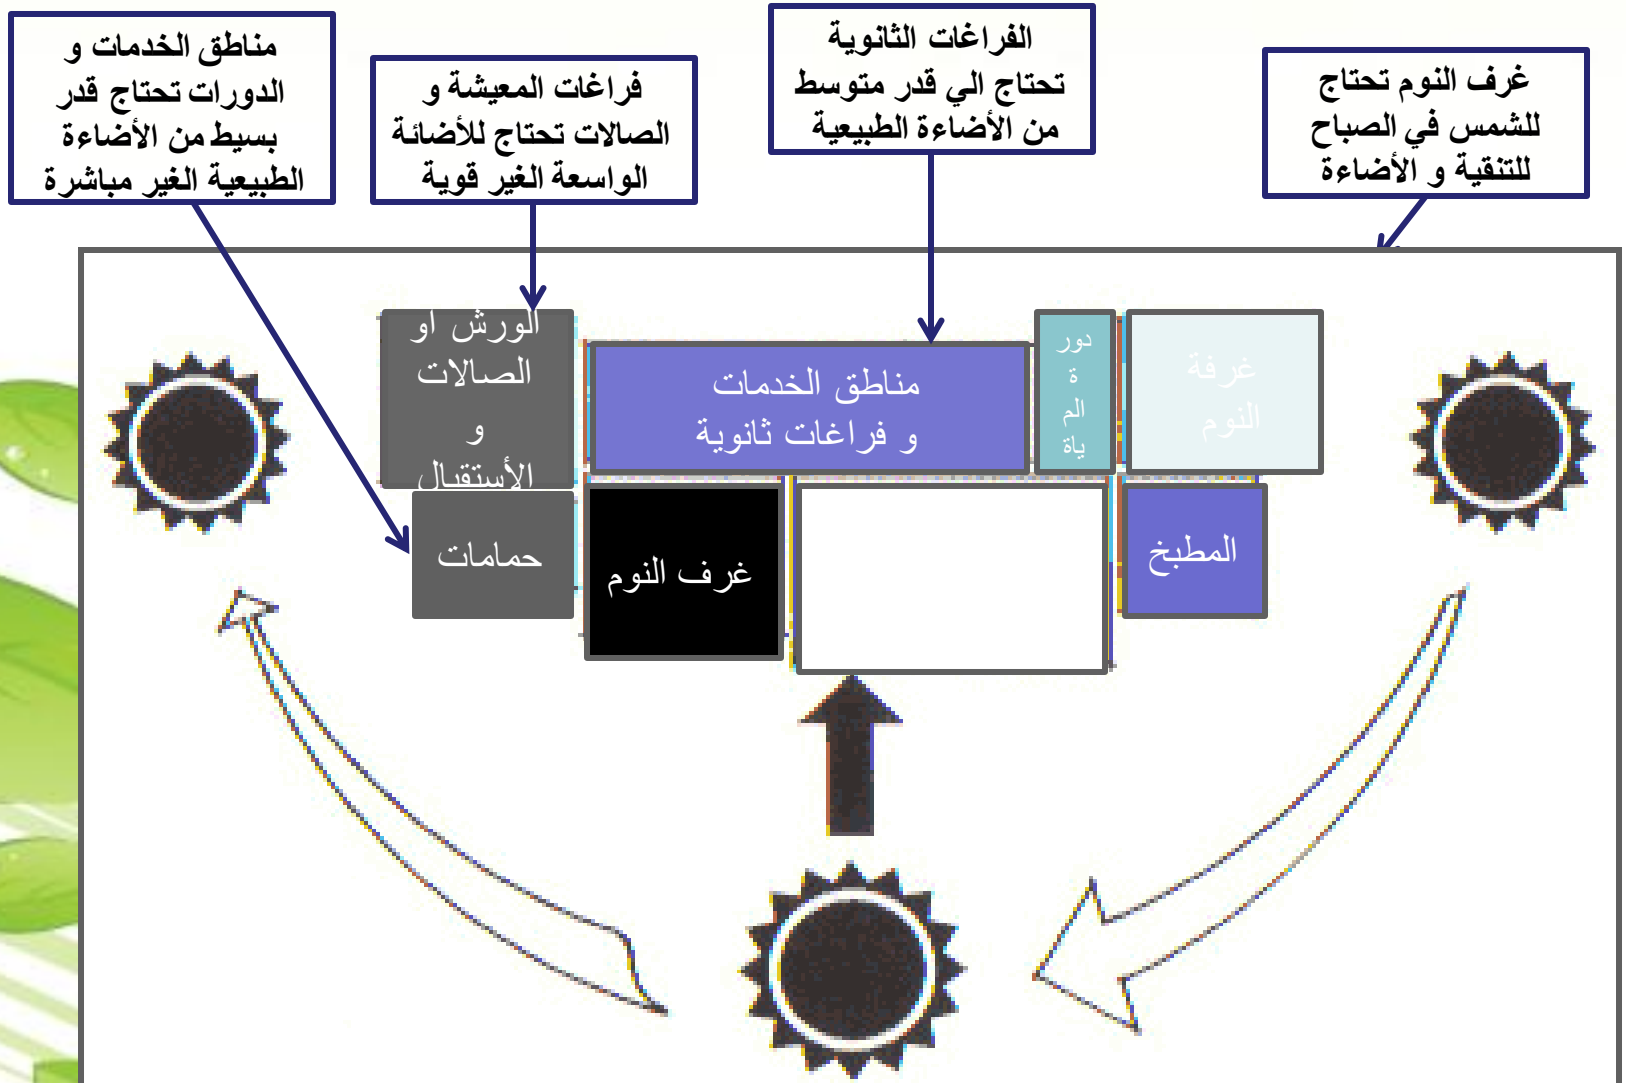 غرف النوم تحتاج
للشمس في الصباح
للتنقية و الأضاءة
الفراغات الثانوية
تحتاج الي قدر متوسط
من الأضاءة الطبيعية
فراغات المعيشة و
الصالات تحتاج للأضائة
الواسعة الغير قوية
مناطق الخدمات و
الدورات تحتاج قدر
بسيط من الأضاءة
الطبيعية الغير مباشرة
غرفة
النوم
دور
ة
الم
ياة
مناطق الخدمات
و فراغات ثانوية
الورش او
الصالات
و
الأستقبال
المطبخ
غرف النوم
حمامات